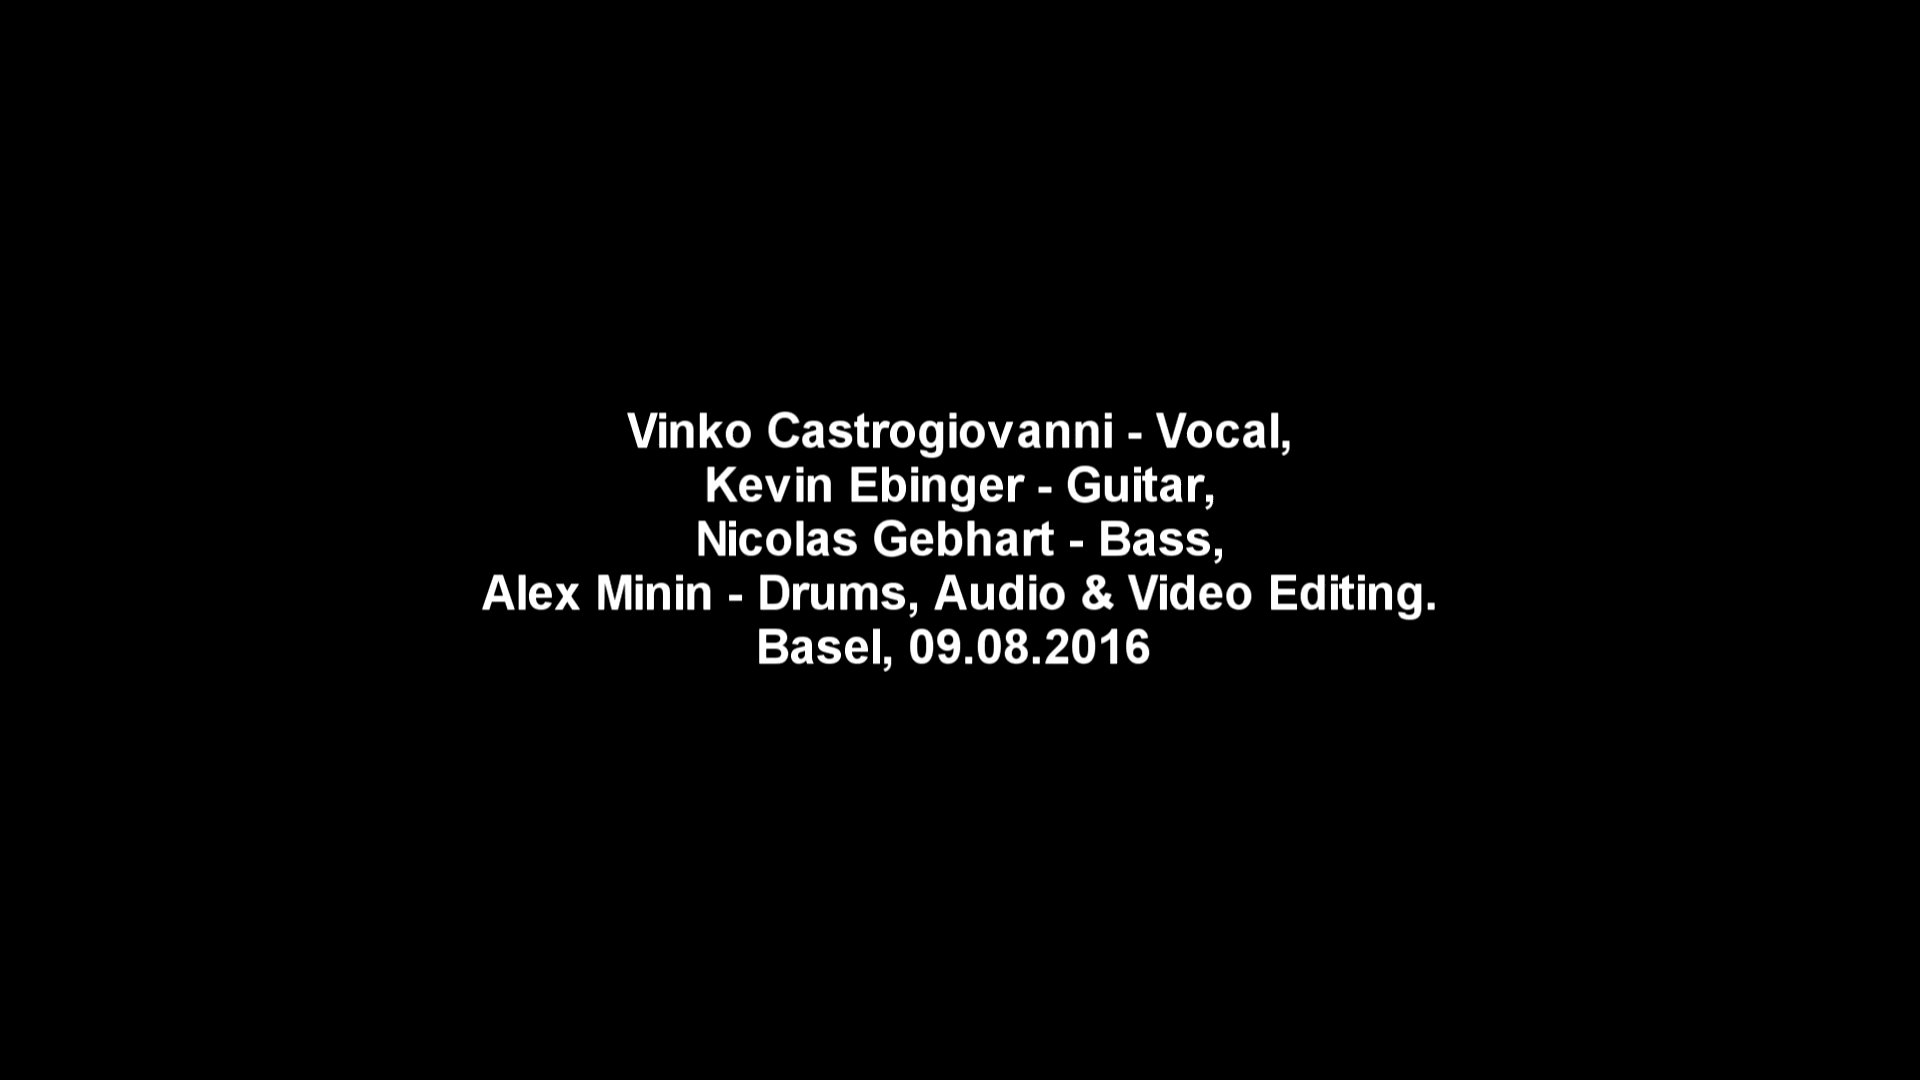 Vinko Castrogiovanni - Vocal,
Kevin Ebinger - Guitar,
Nicolas Gebhart - Bass,
Alex Minin - Drums, Audio & Video Editing.
Basel, 09.08.2016